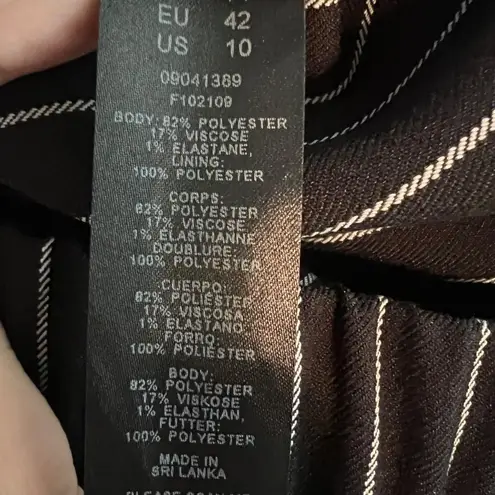 EU 42
US 10
09041389
F102109
BODY: 82% POLYESTER
17% VISCOSE
1% ELASTANE,
LINING:
100% POLYESTER
CORPS:
82% POLYESTER
17% VISCOSE
1% ELASTHANNE
DOUBLURE:
100% POLYESTER
CUERPO:
82% POLIÉSTER
17% VISCOSA
1% ELASTANO
FORRO:
100% POLIÉSTER
BODY:
82% POLYESTER
17% VISKOSE
1% ELASTHAN,
FUTTER:
100% POLYESTER
MADE IN
SRI LANKA